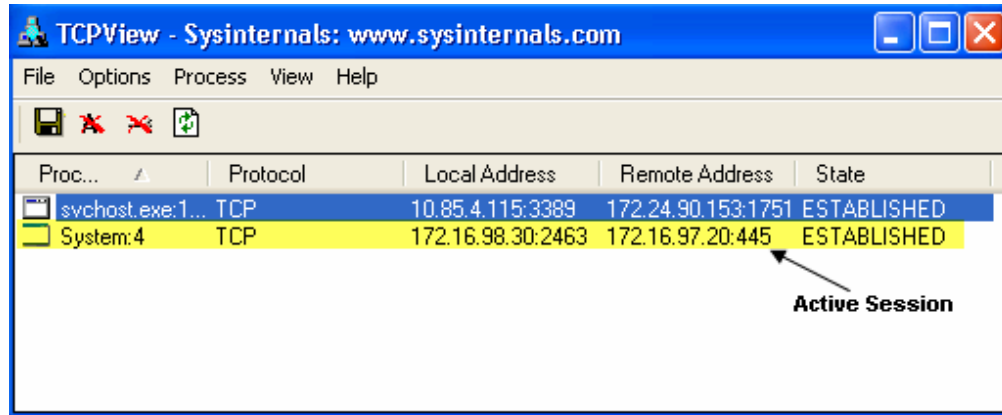 TCPView - Sysinternals: www.sysinternals.com
File Options Process View Help
Proc... Protocol Local Address Remote Address State
svchost.exe:1... TCP 10.85.4.115:3389 172.24.90.153:1751 ESTABLISHED
System:4 TCP 172.16.98.30:2463 172.16.97.20:445 ESTABLISHED
Active Session